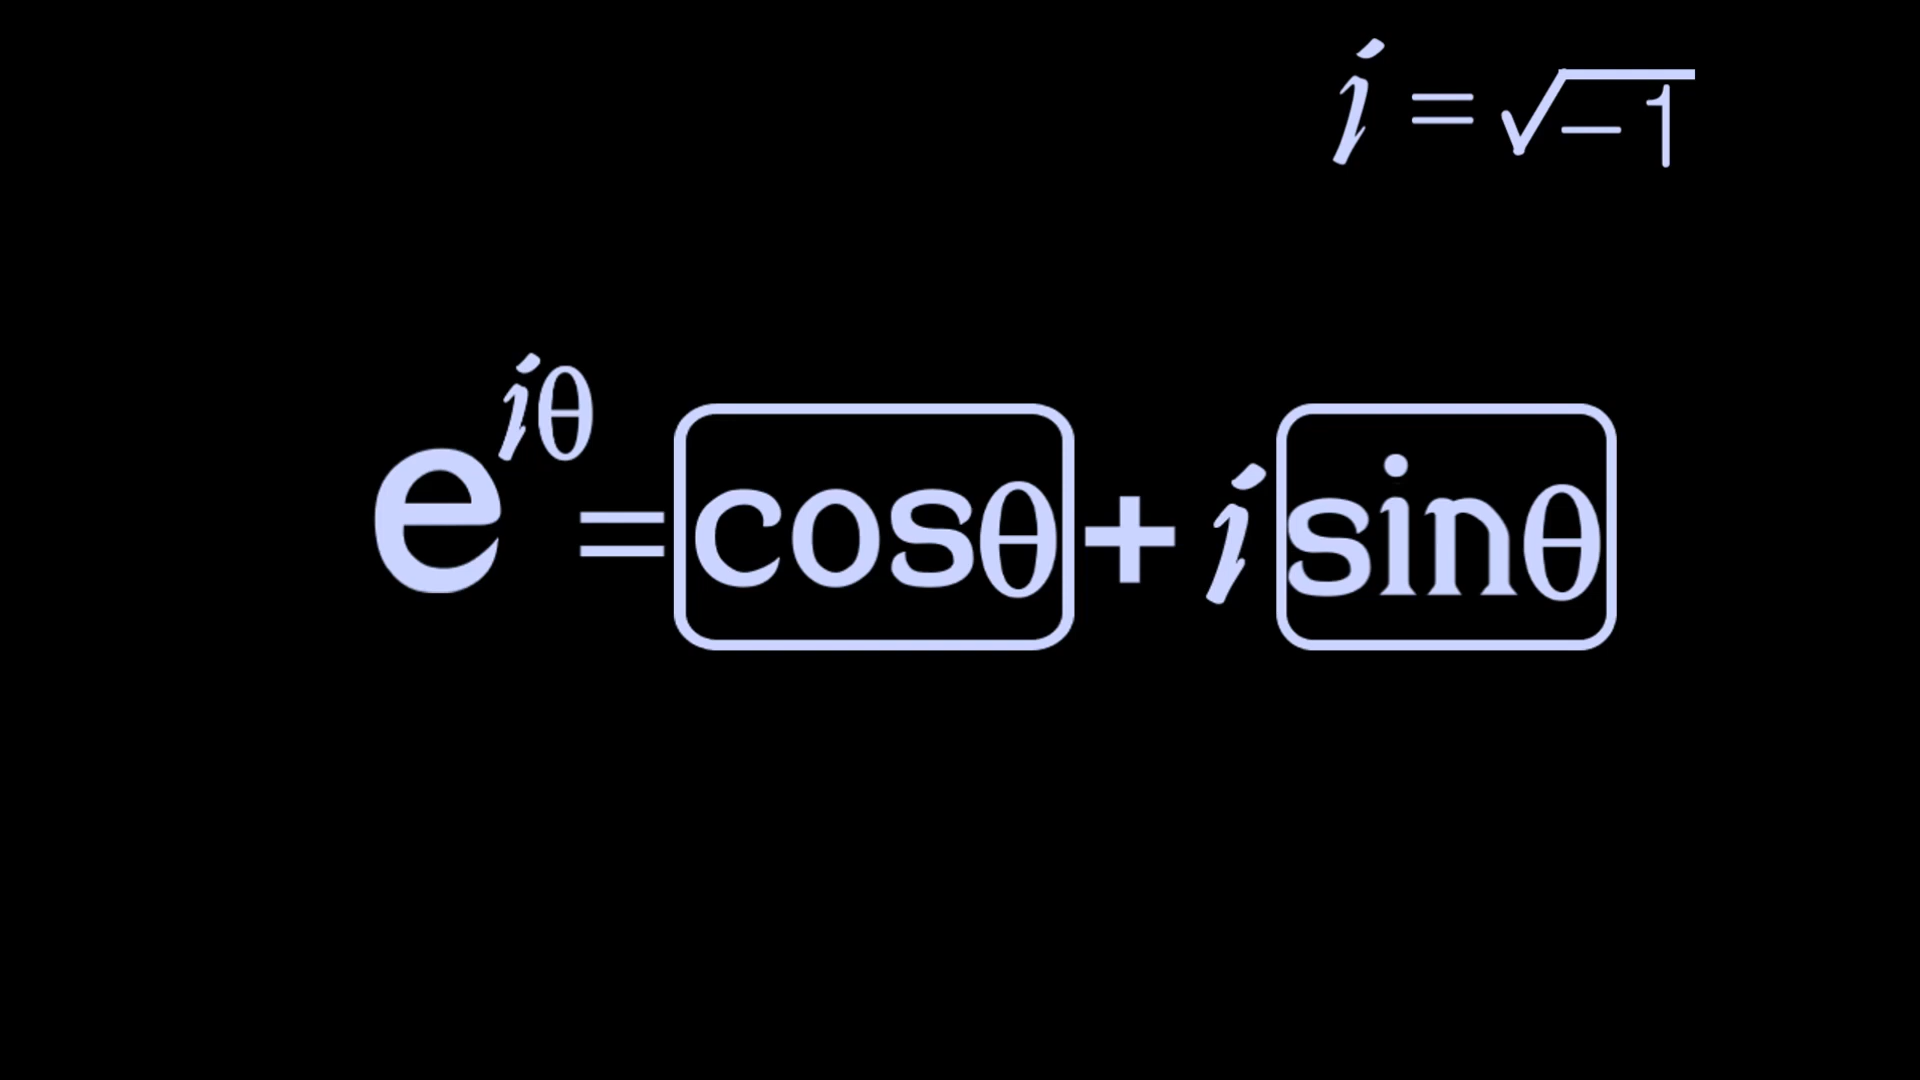 i = √-1
e^{iθ} = cosθ + i sinθ